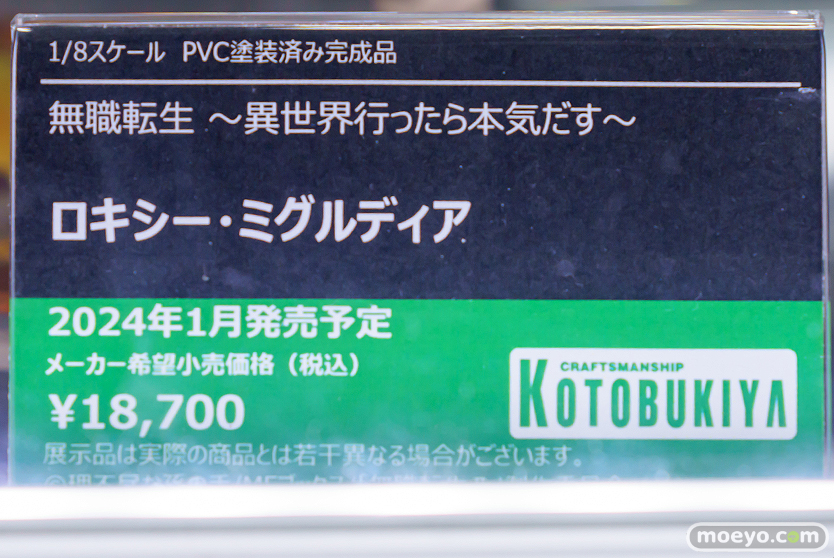 1/8スケール PVC塗装済み完成品
無職転生 ～異世界行ったら本気だす～
ロキシー・ミグルディア
2024年1月発売予定
メーカー希望小売価格（税込）
¥18,700
CRAFTSMANSHIP
KOTOBUKIYA
展示品は実際の商品とは若干異なる場合がございます。
moeyo.com